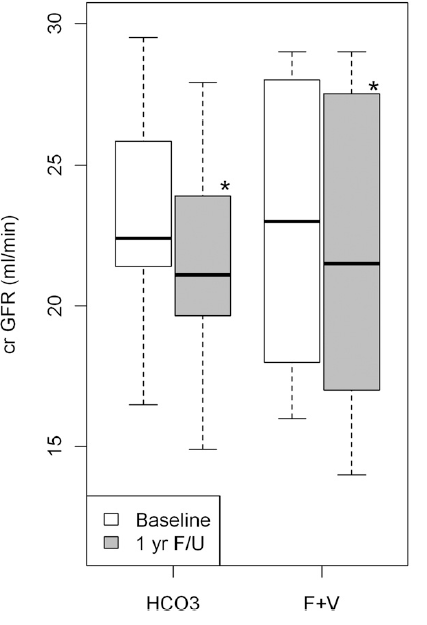 cr GFR (ml/min)
30
25
20
15
*
*
Baseline
1 yr F/U
HCO3
F+V